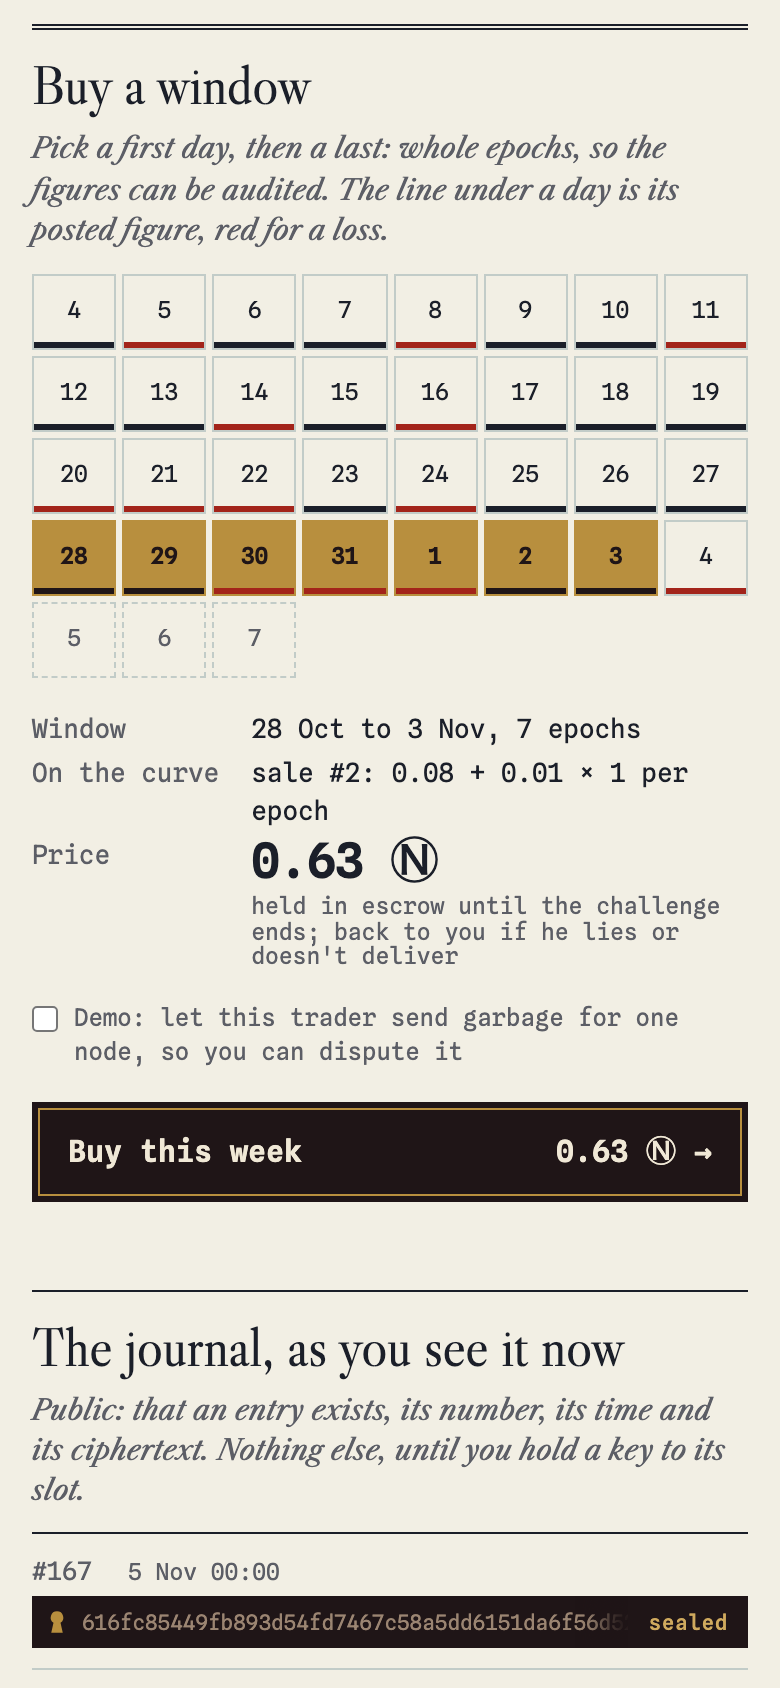 Buy a window
Pick a first day, then a last: whole epochs, so the
figures can be audited. The line under a day is its
posted figure, red for a loss.
4 5 6 7 8 9 10 11
12 13 14 15 16 17 18 19
20 21 22 23 24 25 26 27
28 29 30 31 1 2 3 4
5 6 7
Window 28 Oct to 3 Nov, 7 epochs
On the curve sale #2: 0.08 + 0.01 × 1 per
epoch
Price 0.63 Ⓝ
held in escrow until the challenge
ends; back to you if he lies or
doesn't deliver
Demo: let this trader send garbage for one
node, so you can dispute it
Buy this week 0.63 Ⓝ →
The journal, as you see it now
Public: that an entry exists, its number, its time and
its ciphertext. Nothing else, until you hold a key to its
slot.
#167 5 Nov 00:00
616fc85449fb893d54fd7467c58a5dd6151da6f56d5 sealed